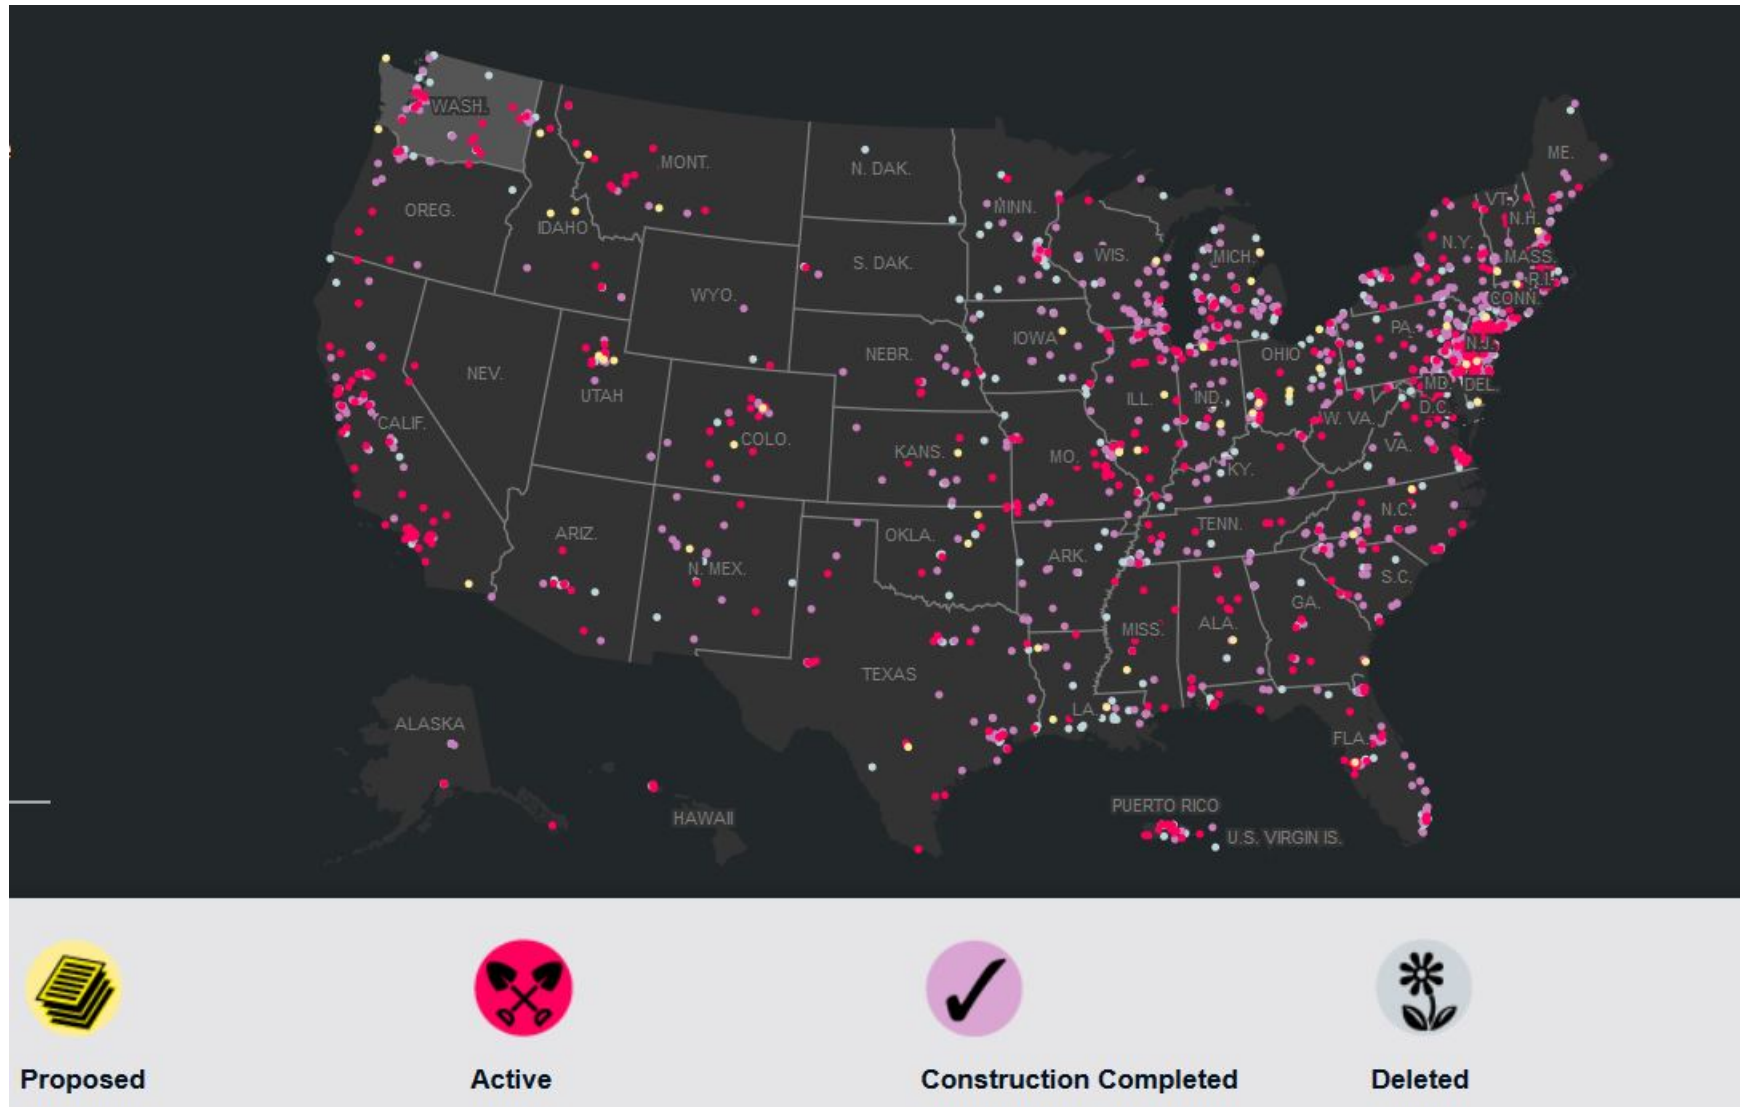 WASH.
MONT.
N. DAK.
MINN.
ME.
VT.
N.H.
OREG.
IDAHO
S. DAK.
WIS.
MICH.
N.Y.
MASS.
R.I.
CONN.
WYO.
IOWA
PA.
N.J.
NEBR.
OHIO
NEV.
UTAH
ILL.
IND.
MD.
DEL.
D.C.
CALIF.
COLO.
KANS.
MO.
W. VA.
VA.
KY.
ARIZ.
N. MEX.
OKLA.
ARK.
TENN.
N.C.
S.C.
MISS.
ALA.
GA.
TEXAS
LA.
FLA.
ALASKA
HAWAII
PUERTO RICO
U.S. VIRGIN IS.
Proposed
Active
Construction Completed
Deleted